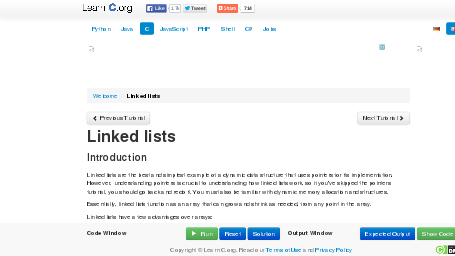 Learn C.org
Like 1.7k Tweet Share 7.1K
Python Java C JavaScript PHP Shell C# Jobs
Welcome Linked lists
Previous Tutorial Next Tutorial
Linked lists
Introduction
Linked lists are the best and simplest example of a dynamic data structure that uses pointers for its implementation.
However, understanding pointers is crucial to understanding how linked lists work, so if you've skipped the pointers
tutorial, you should go back and redo it. You must also be familiar with dynamic memory allocation and structures.
Essentially, linked lists function as an array that can grow and shrink as needed, from any point in the array.
Linked lists have a few advantages over arrays:
Code Window Run Reset Solution Output Window Expected Output Show Code
Copyright © LearnC.org. Read our Terms of Use and Privacy Policy